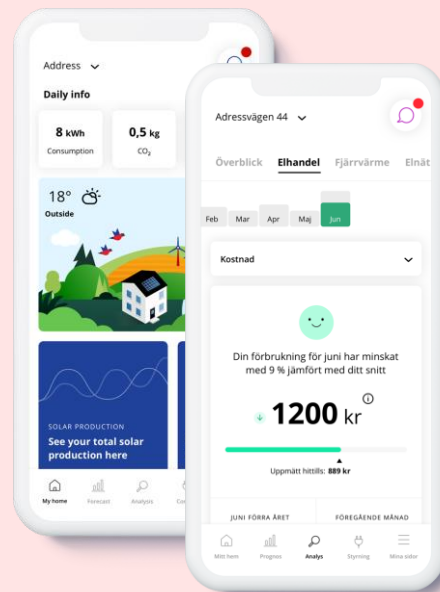 Address
Daily info
8 kWh
Consumption
0,5 kg
CO₂
18°
Outside
SOLAR PRODUCTION
See your total solar
production here
My home
Forecast
Analysis
Adressvägen 44
Överblick
Elhandel
Fjärrvärme
Elnät
Feb
Mar
Apr
Maj
Jun
Kostnad
Din förbrukning för juni har minskat
med 9 % jämfört med ditt snitt
1200 kr
Uppmätt hittills: 889 kr
JUNI FÖRRA ÅRET
FÖREGÅENDE MÅNAD
Mitt hem
Prognos
Analys
Styrning
Mina sidor